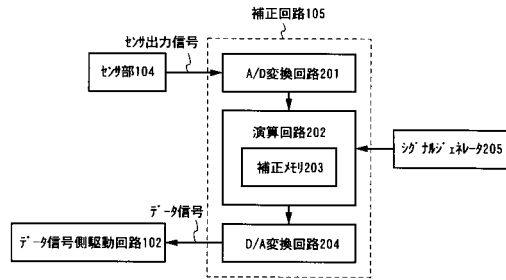 補正回路105
センサ出力信号
センサ部104
A/D変換回路201
演算回路202
補正メモリ203
シグナルジェネレータ205
データ信号
データ信号側駆動回路102
D/A変換回路204